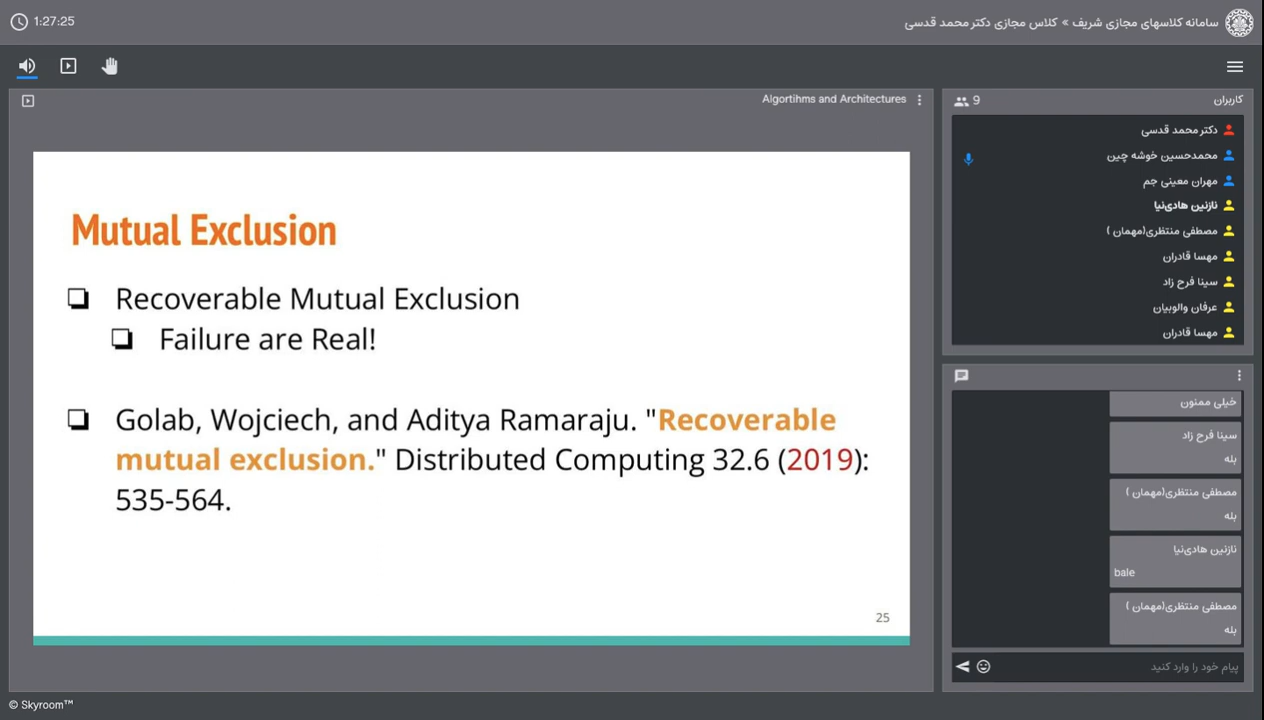 1:27:25
سامانه کلاسهای مجازی شریف » کلاس مجازی دکتر محمد قدسی
Algortihms and Architectures
Mutual Exclusion
❏ Recoverable Mutual Exclusion
❏ Failure are Real!
❏ Golab, Wojciech, and Aditya Ramaraju. "Recoverable
mutual exclusion." Distributed Computing 32.6 (2019):
535-564.
25
کاربران
9
دکتر محمد قدسی
محمدحسین خوشه چین
مهران معینی جم
نازنین هادی‌نیا
مصطفی منتظری(مهمان )
مهسا قادران
سینا فرح زاد
عرفان والوبیان
مهسا قادران
خیلی ممنون
سینا فرح زاد
بله
مصطفی منتظری(مهمان )
بله
نازنین هادی‌نیا
bale
مصطفی منتظری(مهمان )
بله
پیام خود را وارد کنید
© Skyroom™